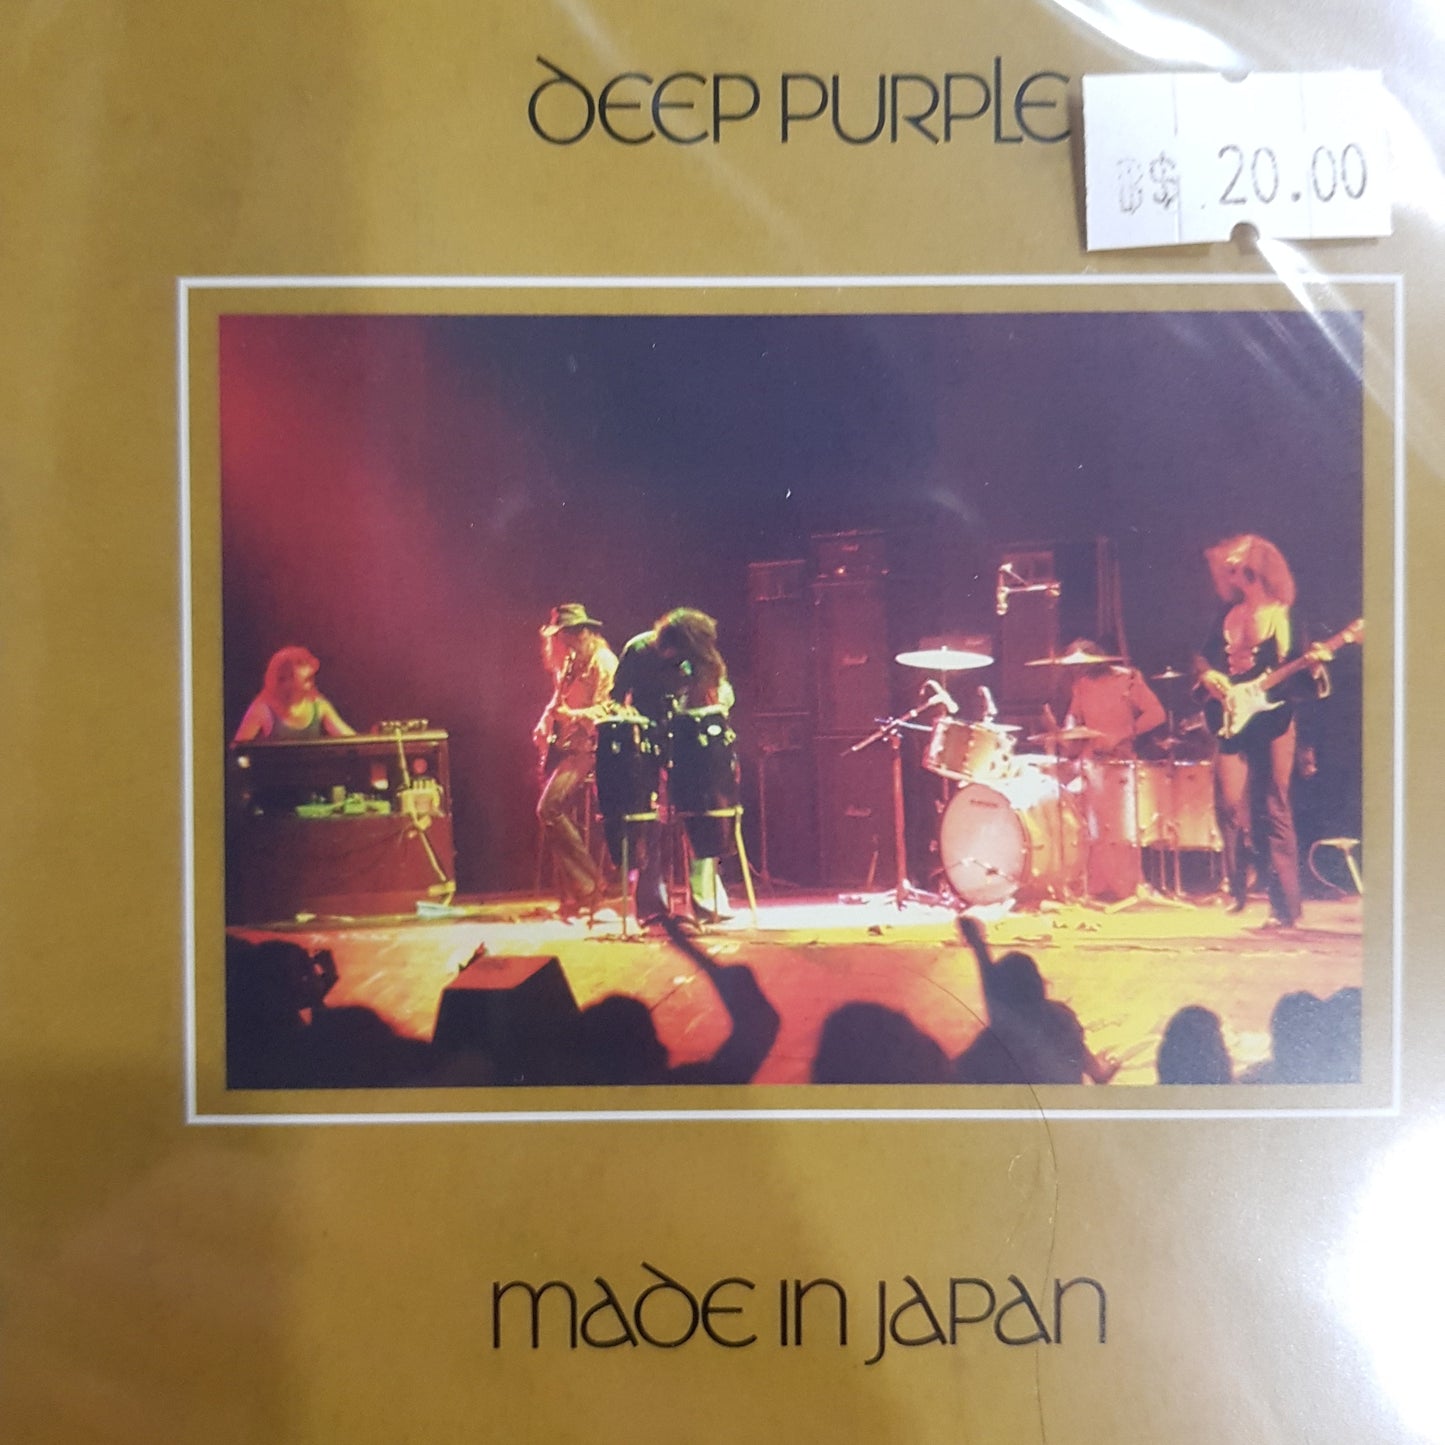 DEEP PURPLE
B$ 20.00
MADE IN JAPAN